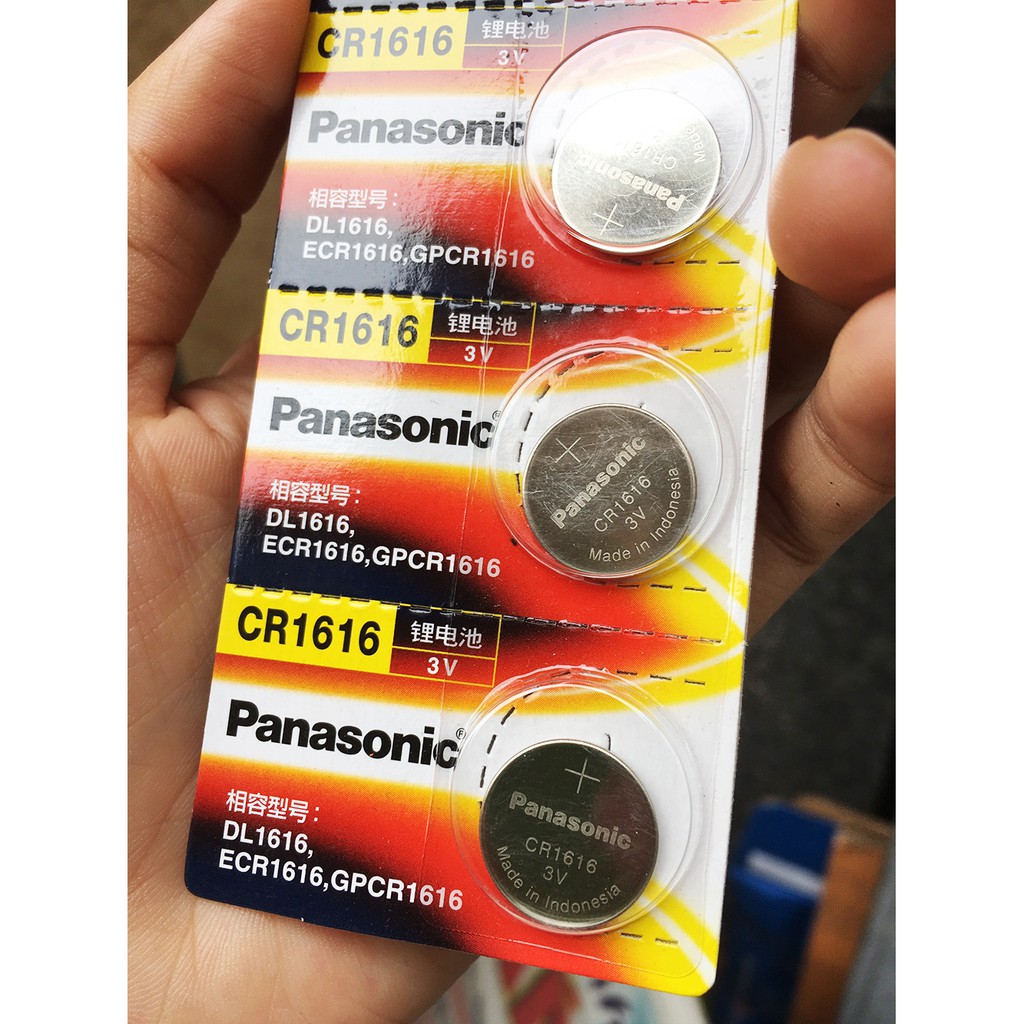 CR1616
锂电池
3V
Panasonic
相容型号：
DL1616,
ECR1616,GPCR1616
Panasonic
Made
CR1616
锂电池
3V
Panasonic®
相容型号：
DL1616,
ECR1616,GPCR1616
+
Panasonic
CR1616
3V
Made in Indonesia
CR1616
锂电池
3V
Panasonic®
相容型号：
DL1616,
ECR1616,GPCR1616
+
Panasonic
CR1616
3V
Made in Indonesia